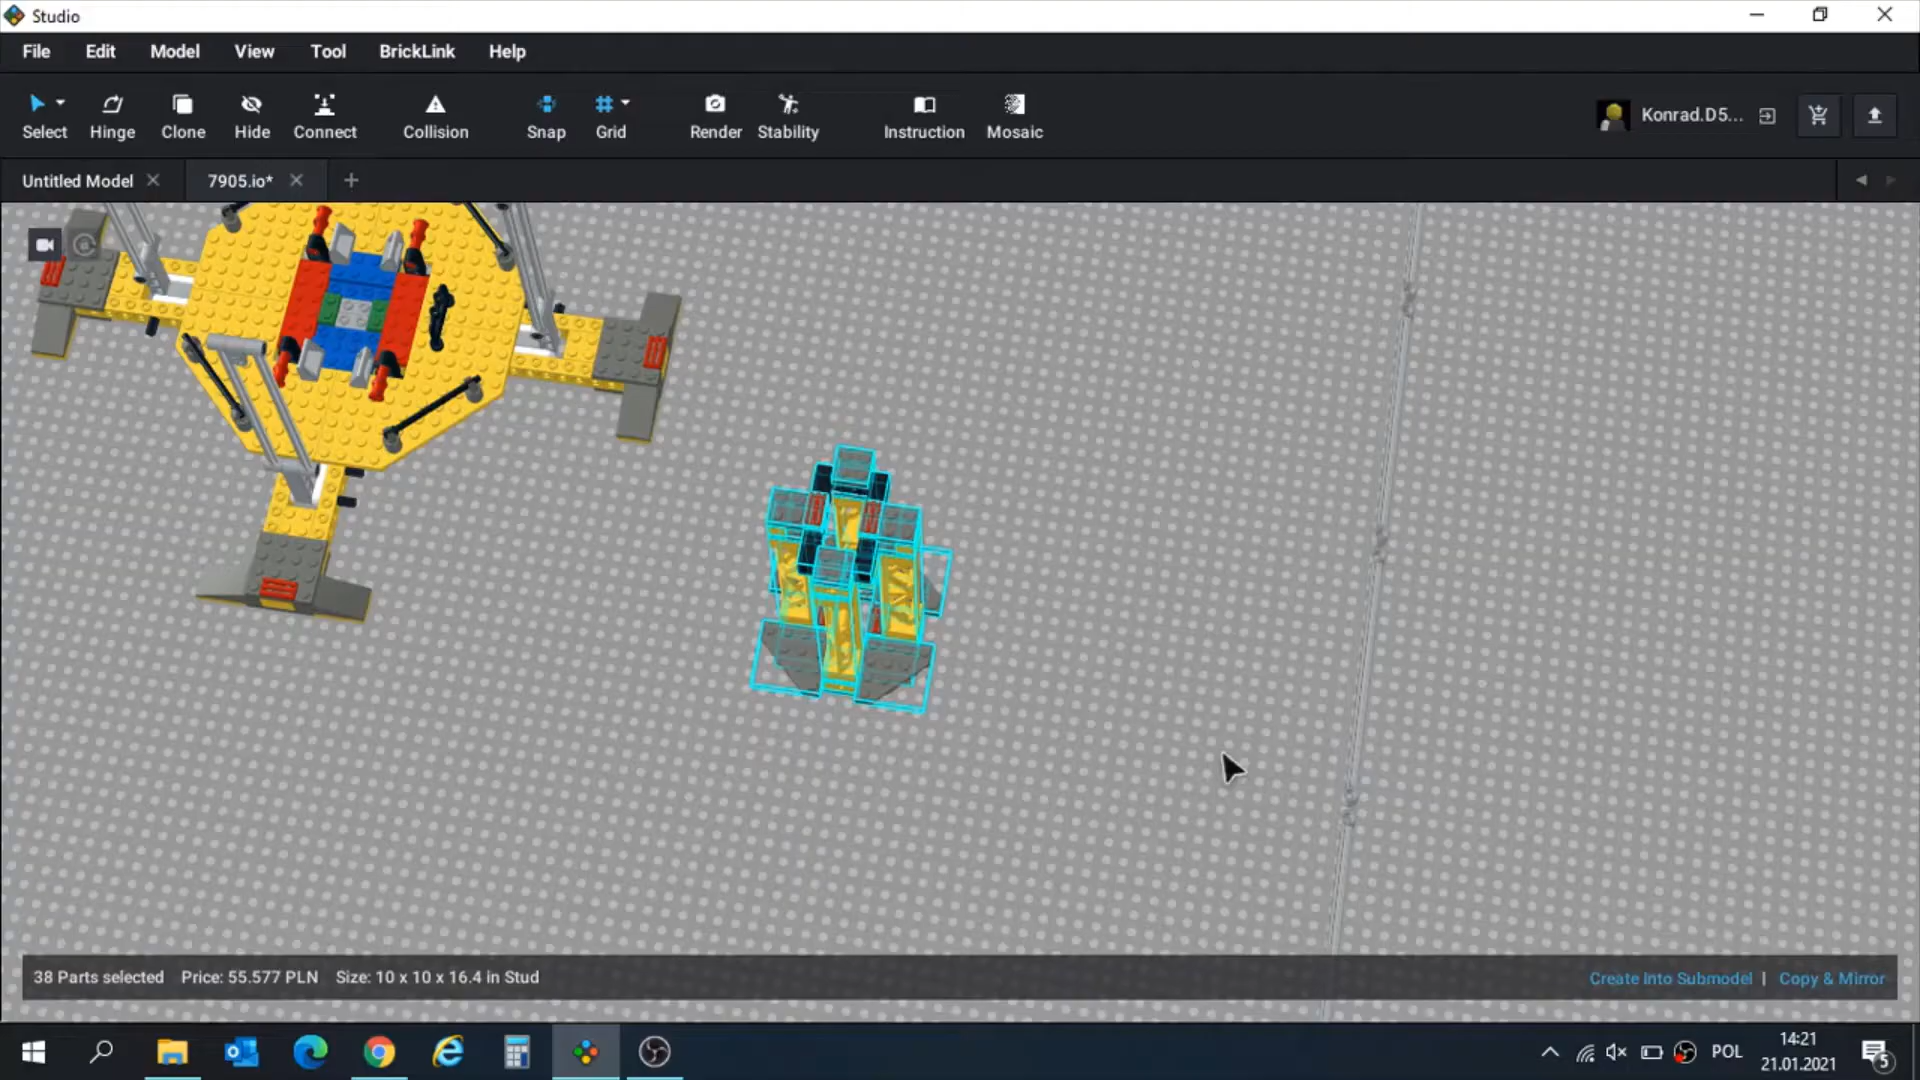 Studio
File Edit Model View Tool BrickLink Help
Select Hinge Clone Hide Connect Collision Snap Grid Render Stability Instruction Mosaic
Konrad.D5...
Untitled Model 7905.io*
38 Parts selected Price: 55.577 PLN Size: 10 x 10 x 16.4 in Stud
Create Into Submodel | Copy & Mirror
POL
14:21
21.01.2021
5